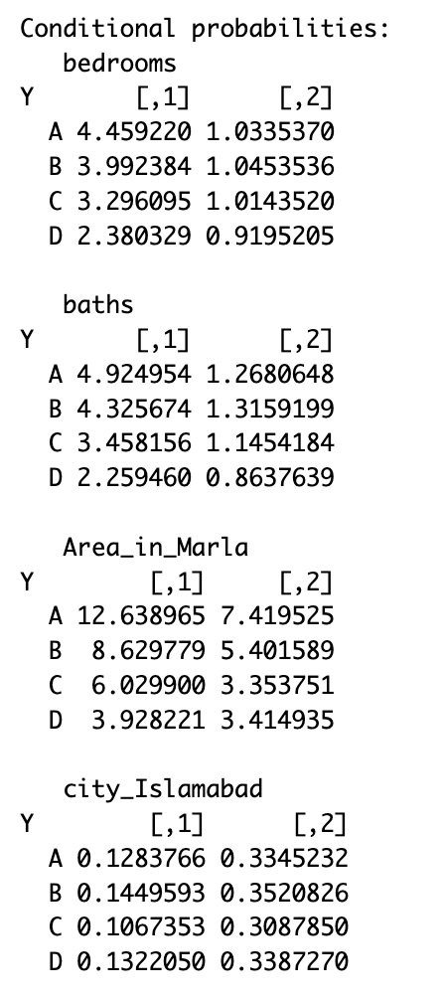 Conditional probabilities:
   bedrooms
Y       [,1]      [,2]
  A 4.459220 1.0335370
  B 3.992384 1.0453536
  C 3.296095 1.0143520
  D 2.380329 0.9195205

   baths
Y       [,1]      [,2]
  A 4.924954 1.2680648
  B 4.325674 1.3159199
  C 3.458156 1.1454184
  D 2.259460 0.8637639

   Area_in_Marla
Y        [,1]     [,2]
  A 12.638965 7.419525
  B  8.629779 5.401589
  C  6.029900 3.353751
  D  3.928221 3.414935

   city_Islamabad
Y        [,1]      [,2]
  A 0.1283766 0.3345232
  B 0.1449593 0.3520826
  C 0.1067353 0.3087850
  D 0.1322050 0.3387270